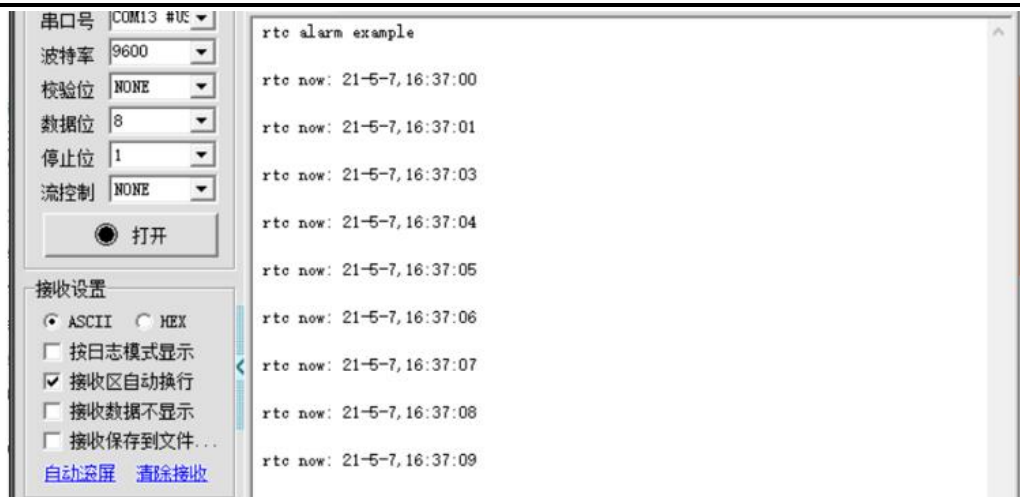 串口号 COM13 #US
波特率 9600
校验位 NONE
数据位 8
停止位 1
流控制 NONE
打开
接收设置
ASCII HEX
按日志模式显示
接收区自动换行
接收数据不显示
接收保存到文件...
自动滚屏 清除接收
rtc alarm example
rtc now: 21-5-7,16:37:00
rtc now: 21-5-7,16:37:01
rtc now: 21-5-7,16:37:03
rtc now: 21-5-7,16:37:04
rtc now: 21-5-7,16:37:05
rtc now: 21-5-7,16:37:06
rtc now: 21-5-7,16:37:07
rtc now: 21-5-7,16:37:08
rtc now: 21-5-7,16:37:09